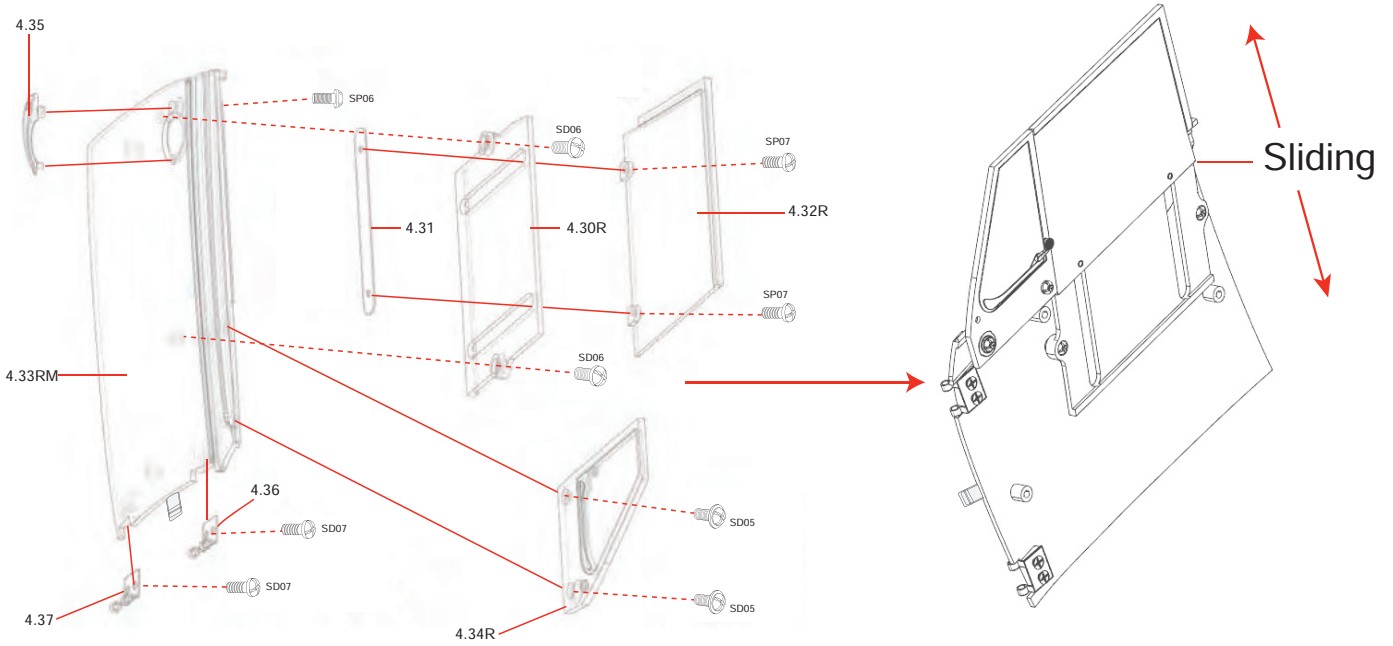 4.35
SP06
SD06
SP07
Sliding
4.31
4.30R
4.32R
SP07
4.33RM
SD06
4.36
SD07
SD05
SD07
SD05
4.37
4.34R